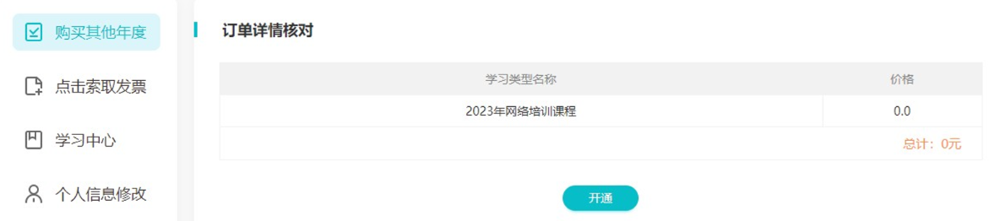 购买其他年度
点击索取发票
学习中心
个人信息修改
订单详情核对
学习类型名称 价格
2023年网络培训课程 0.0
总计：0元
开通